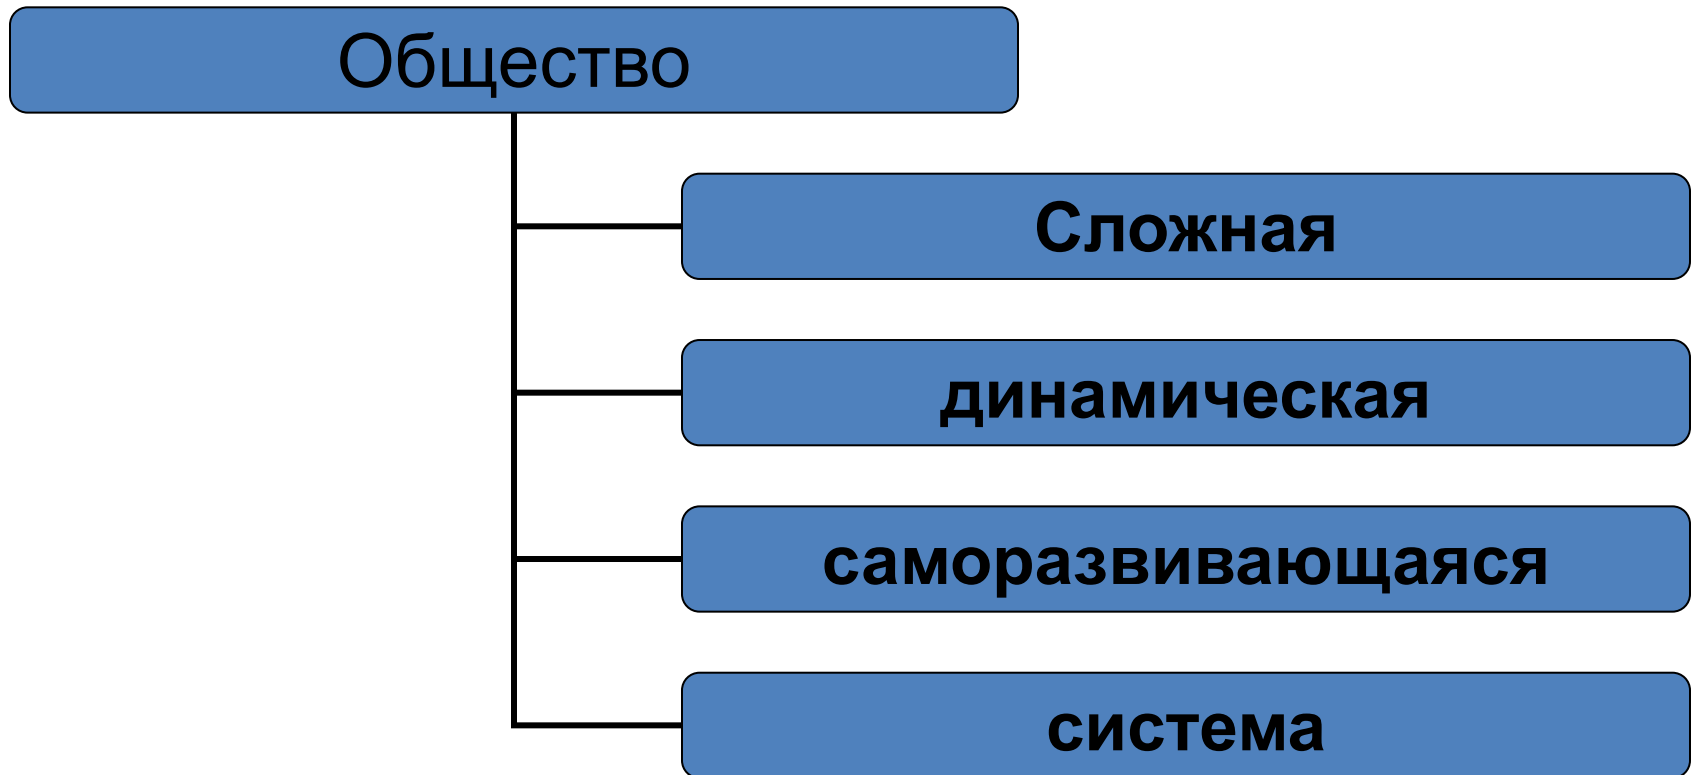 Общество
Сложная
динамическая
саморазвивающаяся
система